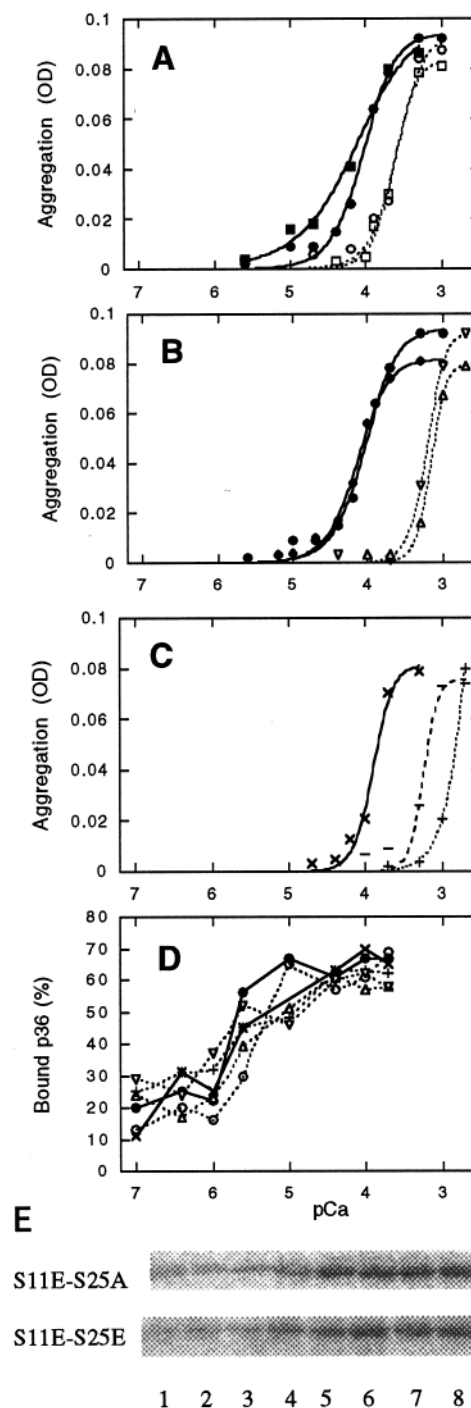 A
Aggregation (OD)
0.1
0.08
0.06
0.04
0.02
0
7 6 5 4 3
B
Aggregation (OD)
0.1
0.08
0.06
0.04
0.02
0
7 6 5 4 3
C
Aggregation (OD)
0.1
0.08
0.06
0.04
0.02
0
7 6 5 4 3
D
Bound p36 (%)
80
70
60
50
40
30
20
10
0
7 6 5 4 3
pCa
E
S11E-S25A
S11E-S25E
1 2 3 4 5 6 7 8